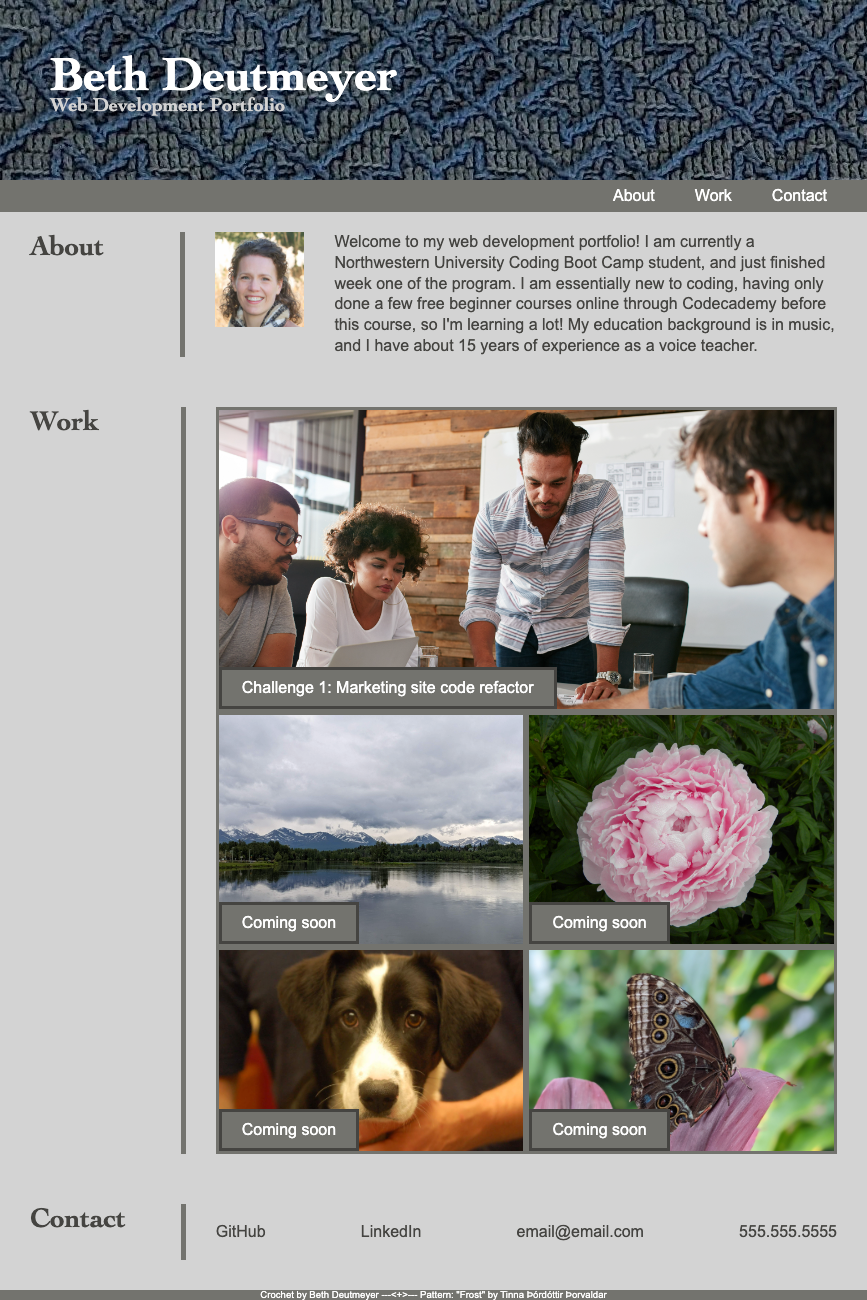 Beth Deutmeyer
Web Development Portfolio
About Work Contact
About
Welcome to my web development portfolio! I am currently a
Northwestern University Coding Boot Camp student, and just finished
week one of the program. I am essentially new to coding, having only
done a few free beginner courses online through Codecademy before
this course, so I'm learning a lot! My education background is in music,
and I have about 15 years of experience as a voice teacher.
Work
Challenge 1: Marketing site code refactor
Coming soon
Coming soon
Coming soon
Coming soon
Contact
GitHub LinkedIn email@email.com 555.555.5555
Crochet by Beth Deutmeyer ---<+>--- Pattern: "Frost" by Tinna Þórdóttir Þorvaldar